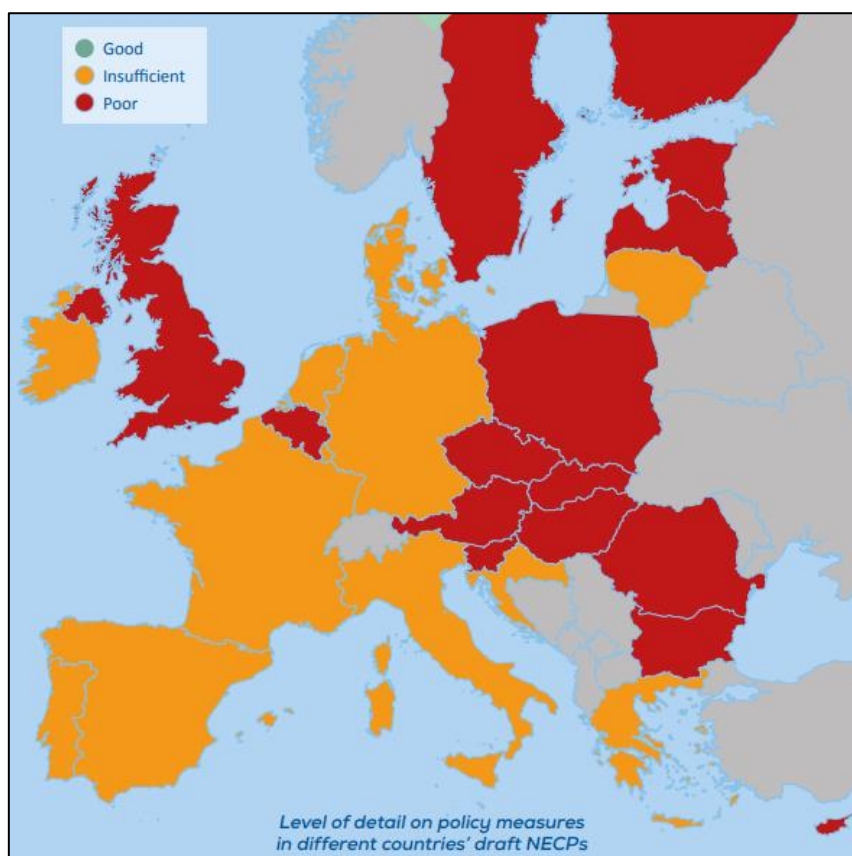 Good
Insufficient
Poor
Level of detail on policy measures
in different countries' draft NECPs